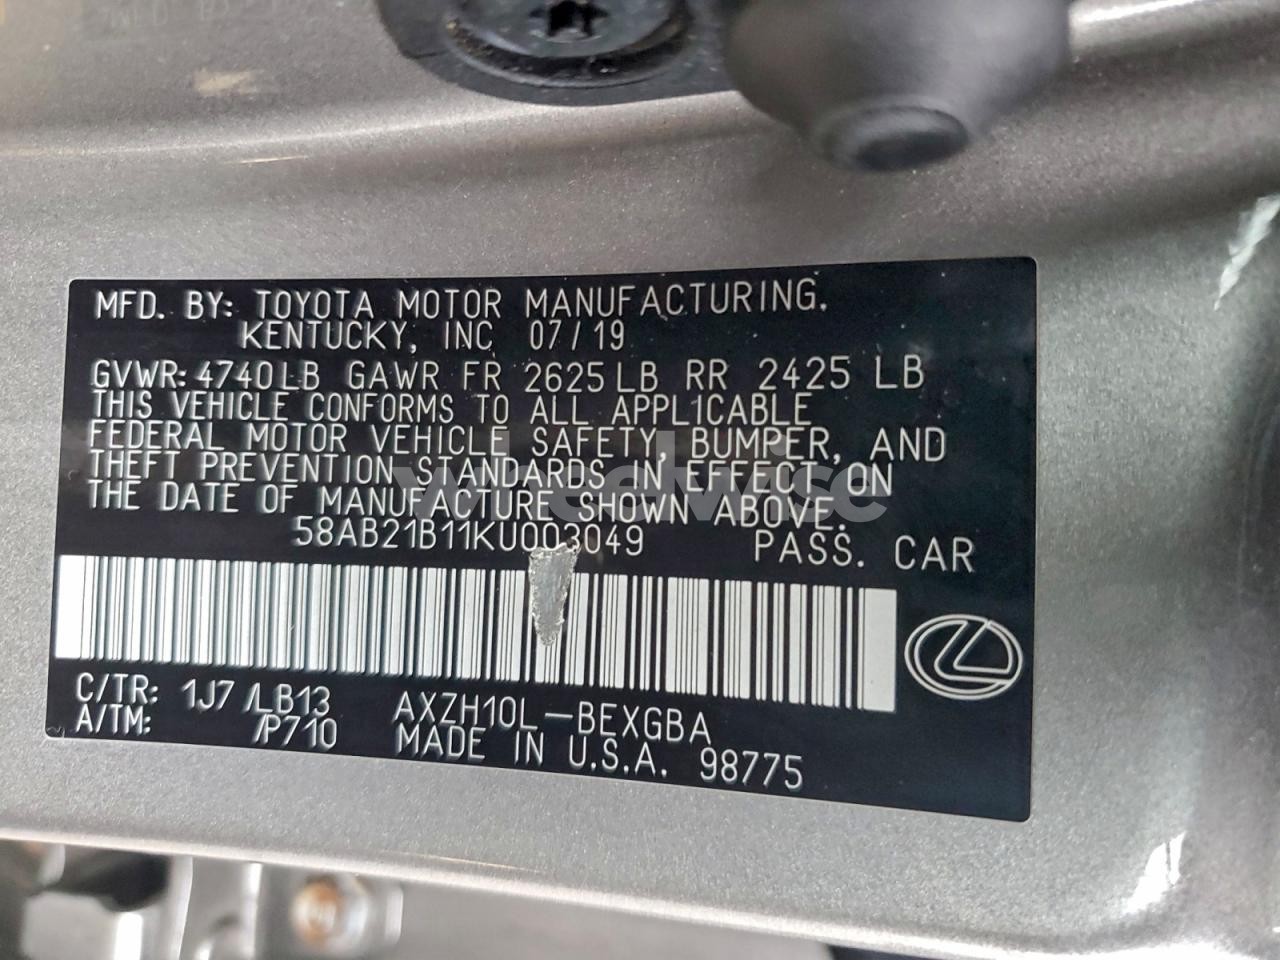 MFD. BY: TOYOTA MOTOR MANUFACTURING.
KENTUCKY, INC 07/19
GVWR: 4740LB GAWR FR 2625LB RR 2425 LB
THIS VEHICLE CONFORMS TO ALL APPLICABLE
FEDERAL MOTOR VEHICLE SAFETY, BUMPER, AND
THEFT PREVENTION STANDARDS IN EFFECT ON
THE DATE OF MANUFACTURE SHOWN ABOVE.
wheelwise
58AB21B11KU003049 PASS. CAR
C/TR: 1J7 /LB13 AXZH10L-BEXGBA
A/TM: /P710 MADE IN U.S.A. 98775